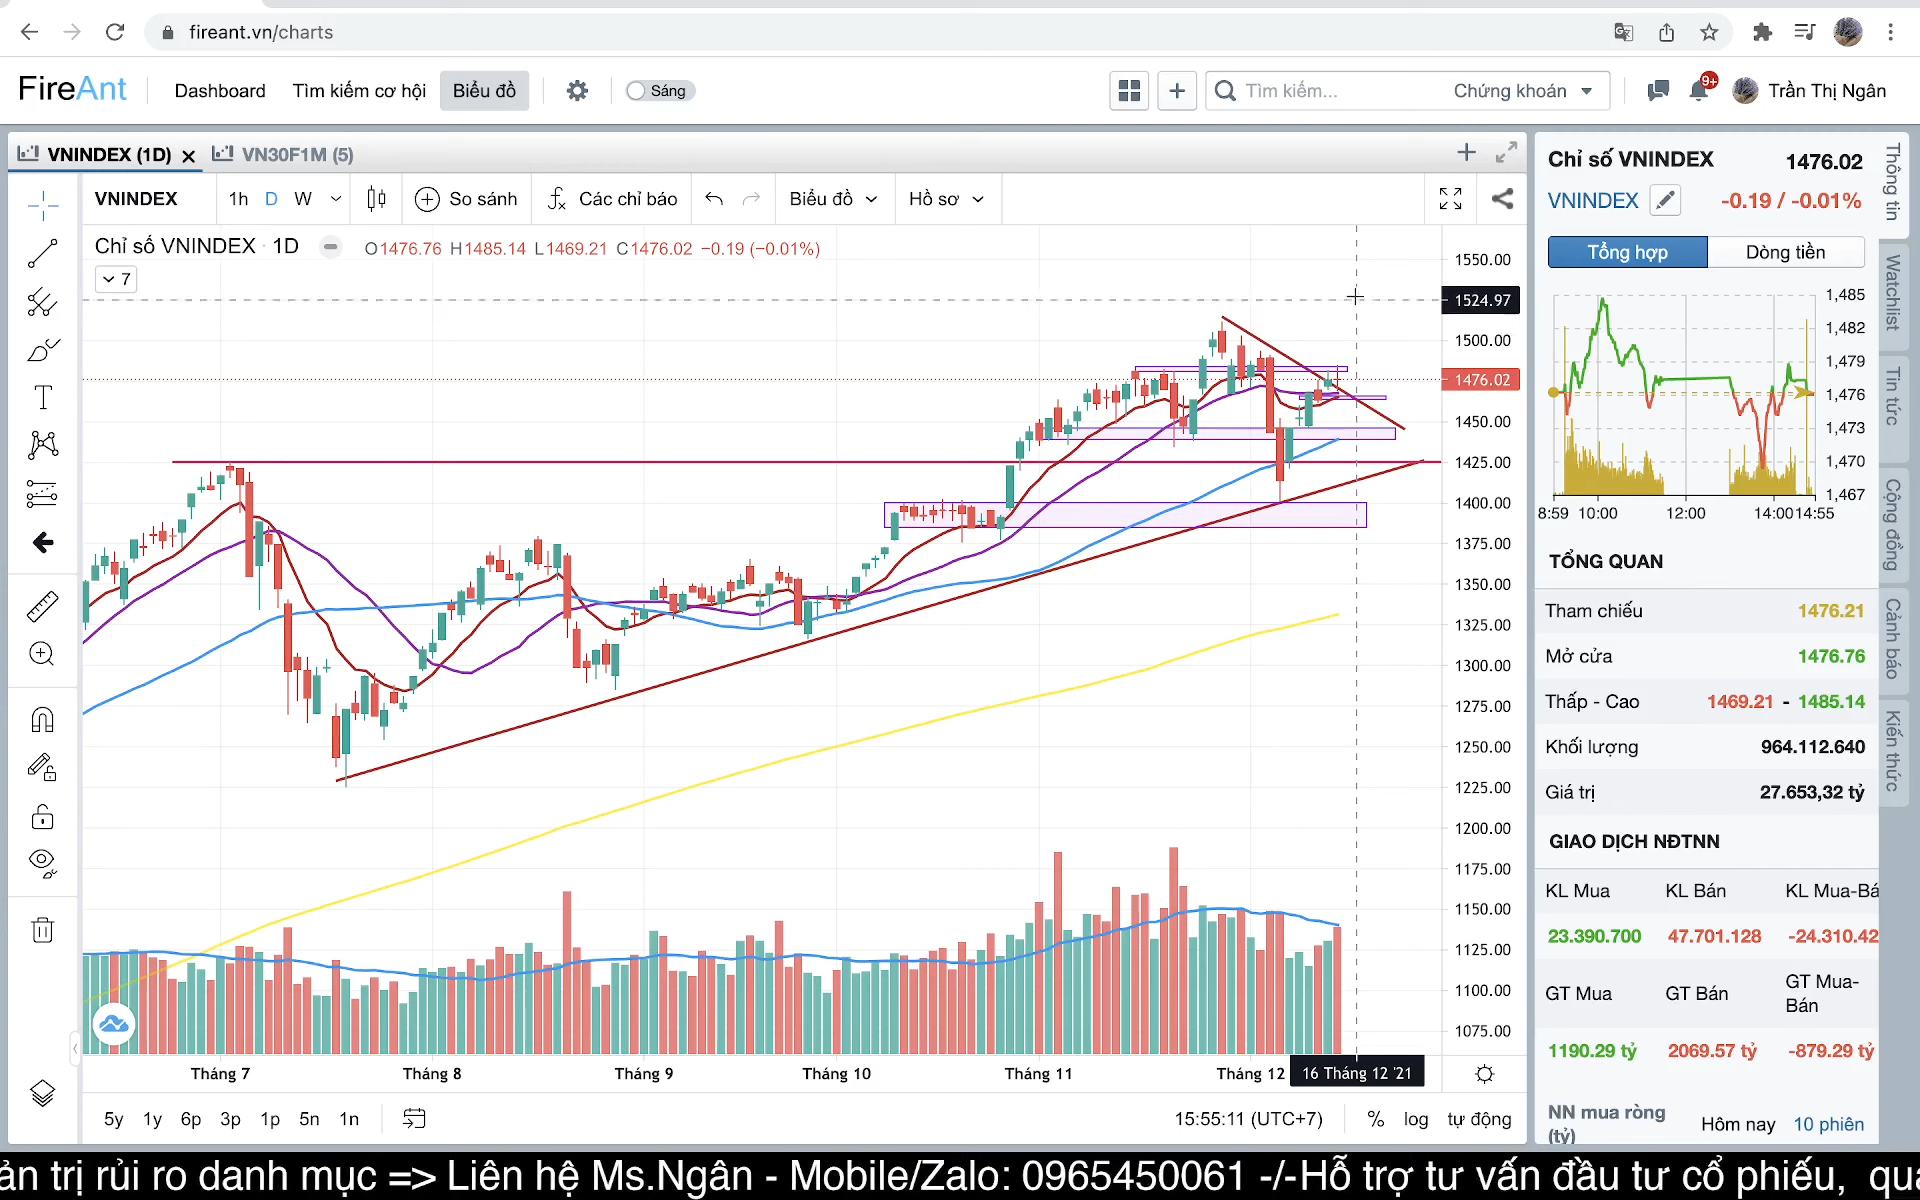 fireant.vn/charts
FireAnt
Dashboard
Tìm kiếm cơ hội
Biểu đồ
Sáng
Tìm kiếm...
Chứng khoán
9+
Trần Thị Ngân
VNINDEX (1D)
VN30F1M (5)
VNINDEX
1h D W
So sánh
Các chỉ báo
Biểu đồ
Hồ sơ
Chỉ số VNINDEX · 1D
O1476.76 H1485.14 L1469.21 C1476.02 −0.19 (−0.01%)
7
1550.00
1524.97
1500.00
1476.02
1450.00
1425.00
1400.00
1375.00
1350.00
1325.00
1300.00
1275.00
1250.00
1225.00
1200.00
1175.00
1150.00
1125.00
1100.00
1075.00
Tháng 7
Tháng 8
Tháng 9
Tháng 10
Tháng 11
Tháng 12
16 Tháng 12 '21
5y 1y 6p 3p 1p 5n 1n
15:55:11 (UTC+7)
% log tự động
Chỉ số VNINDEX
1476.02
VNINDEX
-0.19 / -0.01%
Tổng hợp
Dòng tiền
1,485
1,482
1,479
1,476
1,473
1,470
1,467
8:59 10:00 12:00 14:00 14:55
TỔNG QUAN
Tham chiếu 1476.21
Mở cửa 1476.76
Thấp - Cao 1469.21 - 1485.14
Khối lượng 964.112.640
Giá trị 27.653,32 tỷ
GIAO DỊCH NĐTNN
KL Mua KL Bán KL Mua-Bá
23.390.700 47.701.128 -24.310.42
GT Mua GT Bán GT Mua-
Bán
1190.29 tỷ 2069.57 tỷ -879.29 tỷ
NN mua ròng
(tỷ)
Hôm nay 10 phiên
Thông tin
Watchlist
Tin tức
Cộng đồng
Cảnh báo
Kiến thức
ản trị rủi ro danh mục => Liên hệ Ms.Ngân - Mobile/Zalo: 0965450061 -/-Hỗ trợ tư vấn đầu tư cổ phiếu, qua